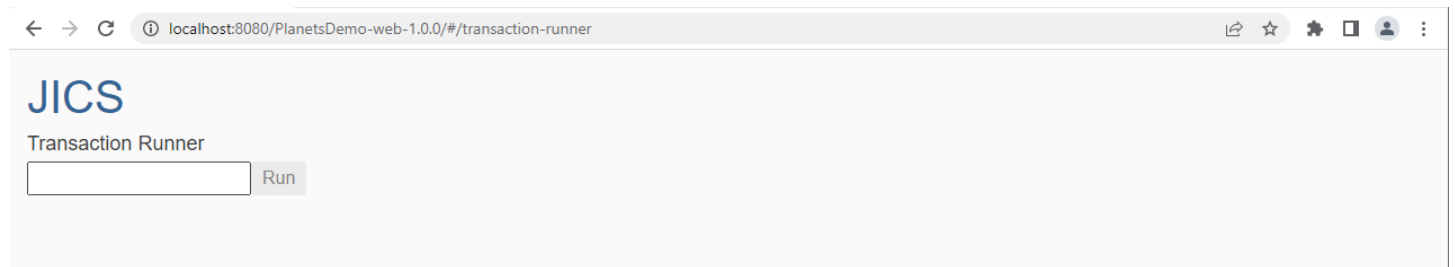 localhost:8080/PlanetsDemo-web-1.0.0/#/transaction-runner
JICS
Transaction Runner
Run